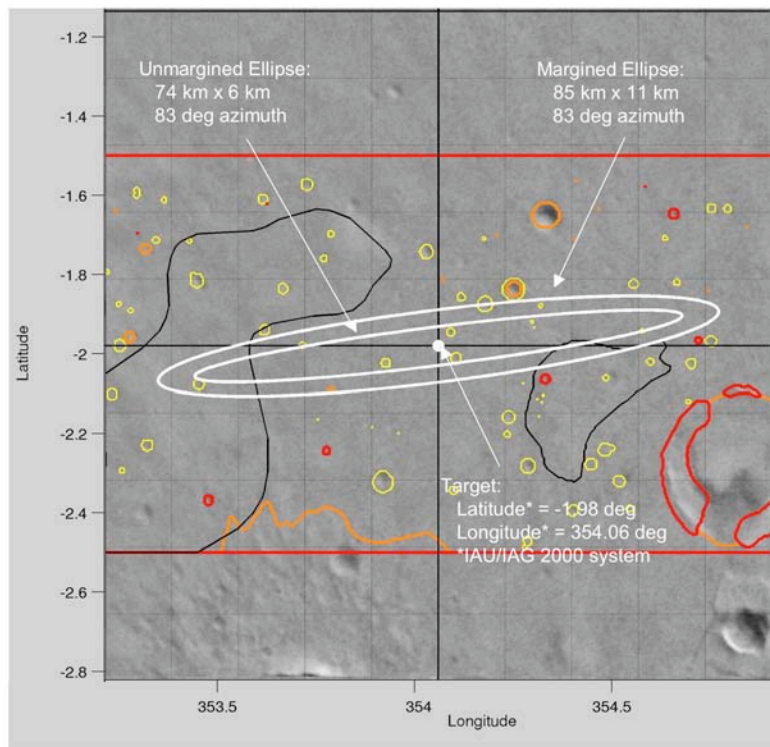 Unmargined Ellipse:
74 km x 6 km
83 deg azimuth
Margined Ellipse:
85 km x 11 km
83 deg azimuth
Latitude
-1.2
-1.4
-1.6
-1.8
-2
-2.2
-2.4
-2.6
-2.8
Target:
Latitude* = -1.98 deg
Longitude* = 354.06 deg
*IAU/IAG 2000 system
353.5
354
354.5
Longitude